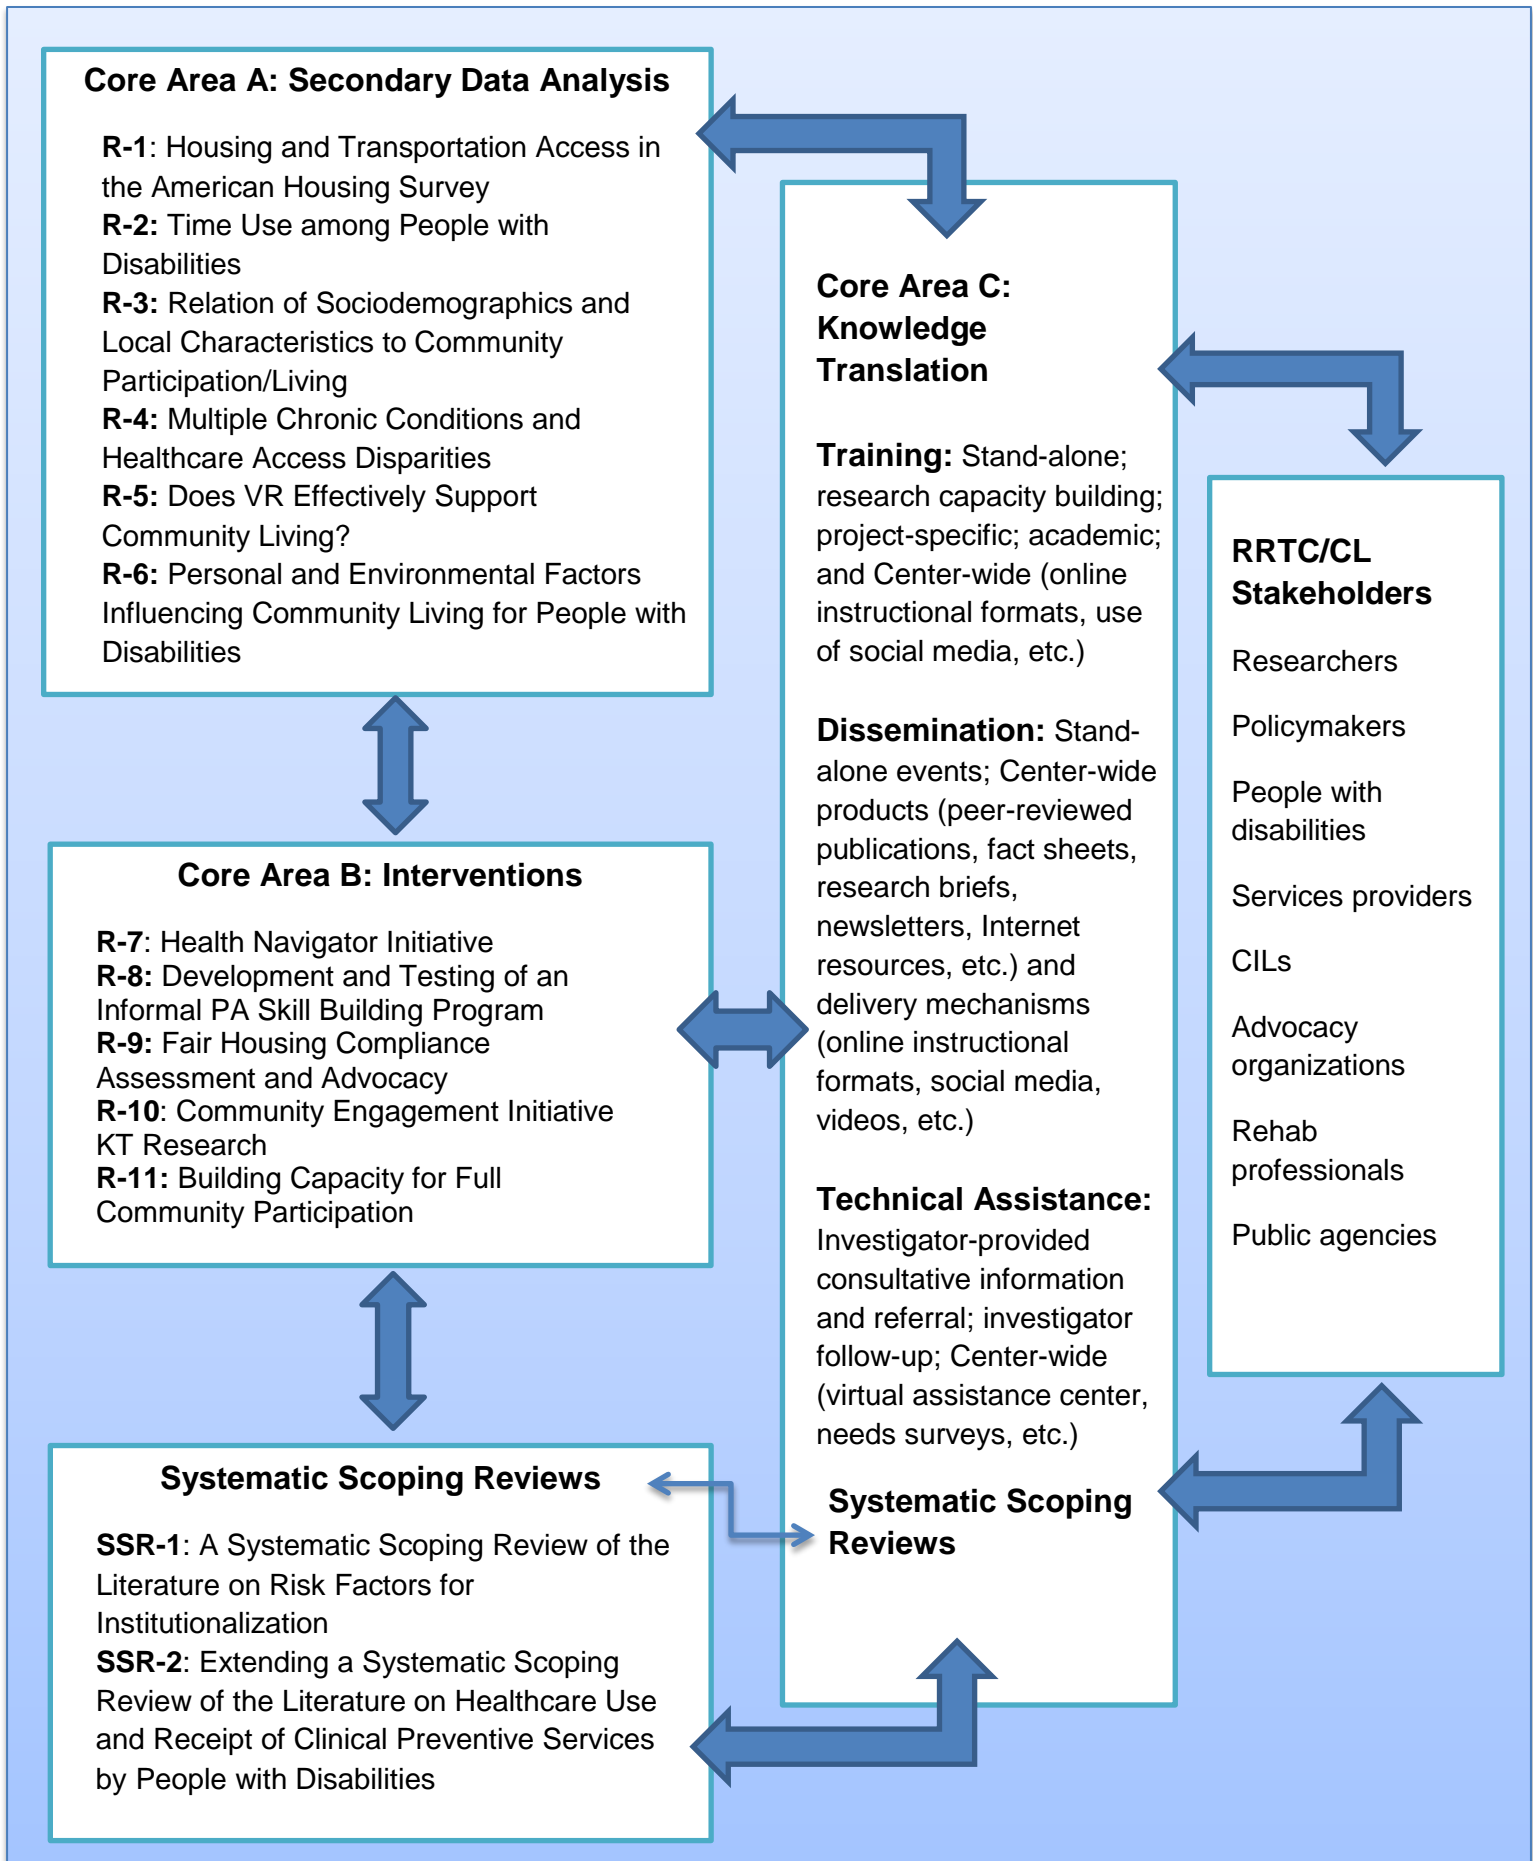 Core Area A: Secondary Data Analysis
R-1: Housing and Transportation Access in
the American Housing Survey
R-2: Time Use among People with
Disabilities
R-3: Relation of Sociodemographics and
Local Characteristics to Community
Participation/Living
R-4: Multiple Chronic Conditions and
Healthcare Access Disparities
R-5: Does VR Effectively Support
Community Living?
R-6: Personal and Environmental Factors
Influencing Community Living for People with
Disabilities
Core Area B: Interventions
R-7: Health Navigator Initiative
R-8: Development and Testing of an
Informal PA Skill Building Program
R-9: Fair Housing Compliance
Assessment and Advocacy
R-10: Community Engagement Initiative
KT Research
R-11: Building Capacity for Full
Community Participation
Systematic Scoping Reviews
SSR-1: A Systematic Scoping Review of the
Literature on Risk Factors for
Institutionalization
SSR-2: Extending a Systematic Scoping
Review of the Literature on Healthcare Use
and Receipt of Clinical Preventive Services
by People with Disabilities
Core Area C:
Knowledge
Translation
Training: Stand-alone;
research capacity building;
project-specific; academic;
and Center-wide (online
instructional formats, use
of social media, etc.)
Dissemination: Stand-
alone events; Center-wide
products (peer-reviewed
publications, fact sheets,
research briefs,
newsletters, Internet
resources, etc.) and
delivery mechanisms
(online instructional
formats, social media,
videos, etc.)
Technical Assistance:
Investigator-provided
consultative information
and referral; investigator
follow-up; Center-wide
(virtual assistance center,
needs surveys, etc.)
Systematic Scoping
Reviews
RRTC/CL
Stakeholders
Researchers
Policymakers
People with
disabilities
Services providers
CILs
Advocacy
organizations
Rehab
professionals
Public agencies